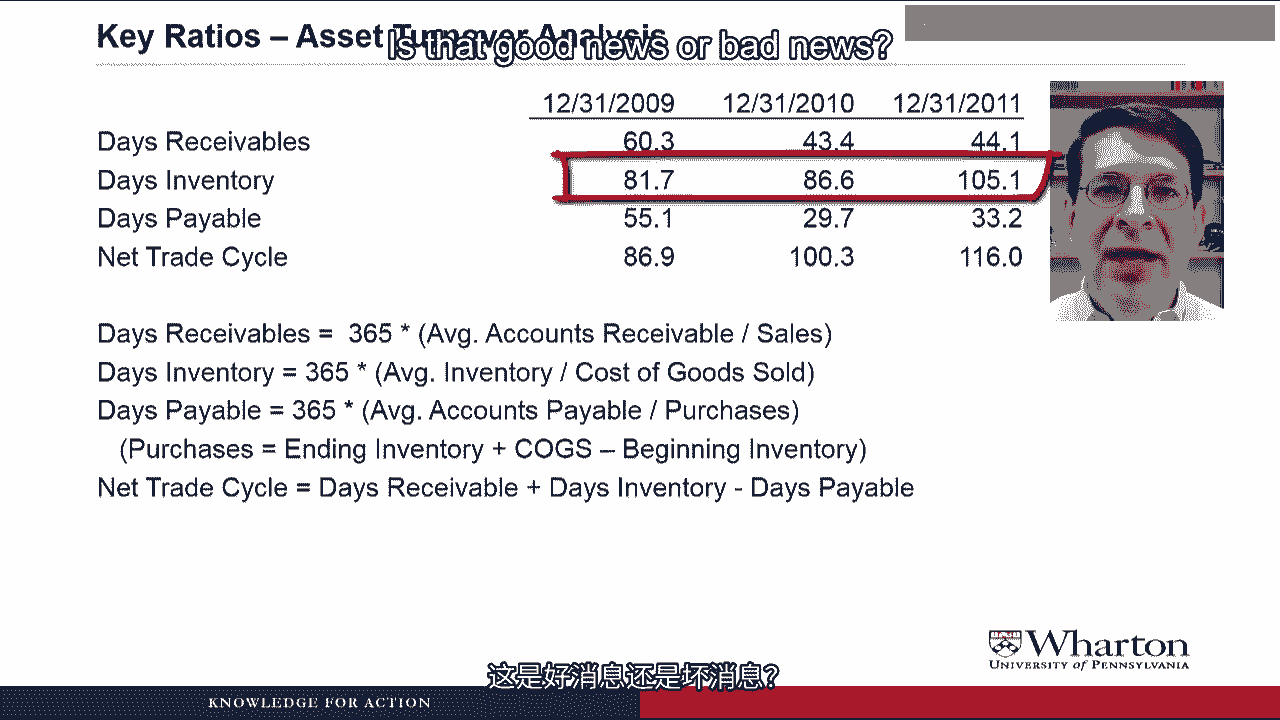 Key Ratios – Asset Turnover Analysis
Is that good news or bad news?
12/31/2009 12/31/2010 12/31/2011
Days Receivables 60.3 43.4 44.1
Days Inventory 81.7 86.6 105.1
Days Payable 55.1 29.7 33.2
Net Trade Cycle 86.9 100.3 116.0
Days Receivables = 365 * (Avg. Accounts Receivable / Sales)
Days Inventory = 365 * (Avg. Inventory / Cost of Goods Sold)
Days Payable = 365 * (Avg. Accounts Payable / Purchases)
(Purchases = Ending Inventory + COGS – Beginning Inventory)
Net Trade Cycle = Days Receivable + Days Inventory - Days Payable
Wharton
UNIVERSITY of PENNSYLVANIA
这是好消息还是坏消息?
KNOWLEDGE FOR ACTION